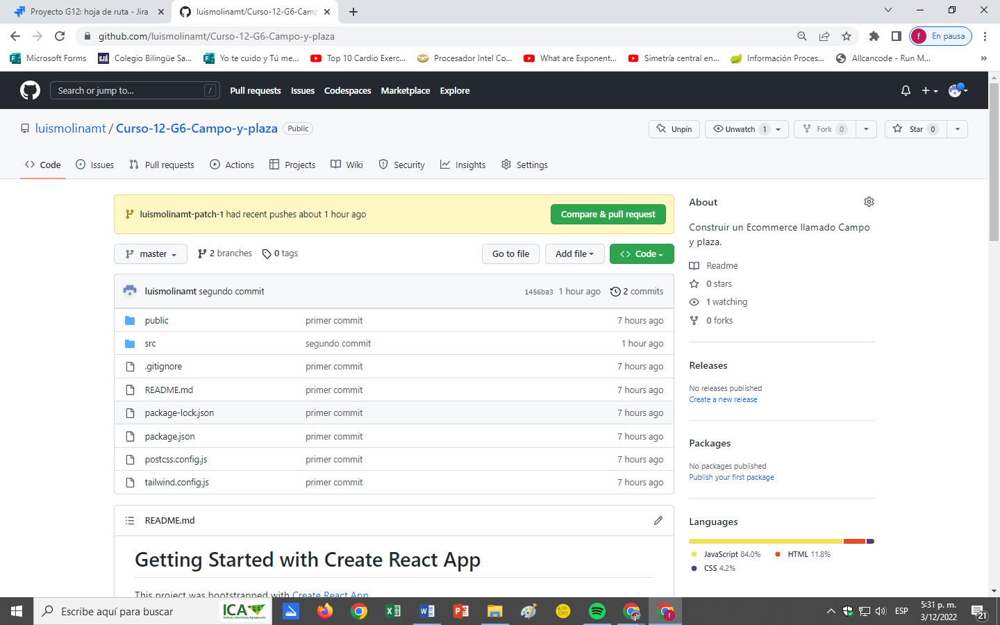 Proyecto G12: hoja de ruta - Jira
luismolinamt/Curso-12-G6-Camp
github.com/luismolinamt/Curso-12-G6-Campo-y-plaza
f En pausa
Microsoft Forms
Colegio Bilingüe Sa...
Yo te cuido y Tú me...
Top 10 Cardio Exerc...
Procesador Intel Co...
What are Exponent...
Simetría central en...
Información Proces...
Allcancode - Run M...
»
Search or jump to... /
Pull requests
Issues
Codespaces
Marketplace
Explore
luismolinamt / Curso-12-G6-Campo-y-plaza
Public
Unpin
Unwatch 1
Fork 0
Star 0
Code
Issues
Pull requests
Actions
Projects
Wiki
Security
Insights
Settings
luismolinamt-patch-1 had recent pushes about 1 hour ago
Compare & pull request
master
2 branches
0 tags
Go to file
Add file
Code
luismolinamt segundo commit 1456ba3 1 hour ago 2 commits
public primer commit 7 hours ago
src segundo commit 1 hour ago
.gitignore primer commit 7 hours ago
README.md primer commit 7 hours ago
package-lock.json primer commit 7 hours ago
package.json primer commit 7 hours ago
postcss.config.js primer commit 7 hours ago
tailwind.config.js primer commit 7 hours ago
README.md
Getting Started with Create React App
This project was bootstrapped with Create React App
About
Construir un Ecommerce llamado Campo
y plaza.
Readme
0 stars
1 watching
0 forks
Releases
No releases published
Create a new release
Packages
No packages published
Publish your first package
Languages
JavaScript 84.0% HTML 11.8%
CSS 4.2%
Escribe aquí para buscar
ICA
ESP
5:31 p. m.
3/12/2022
21